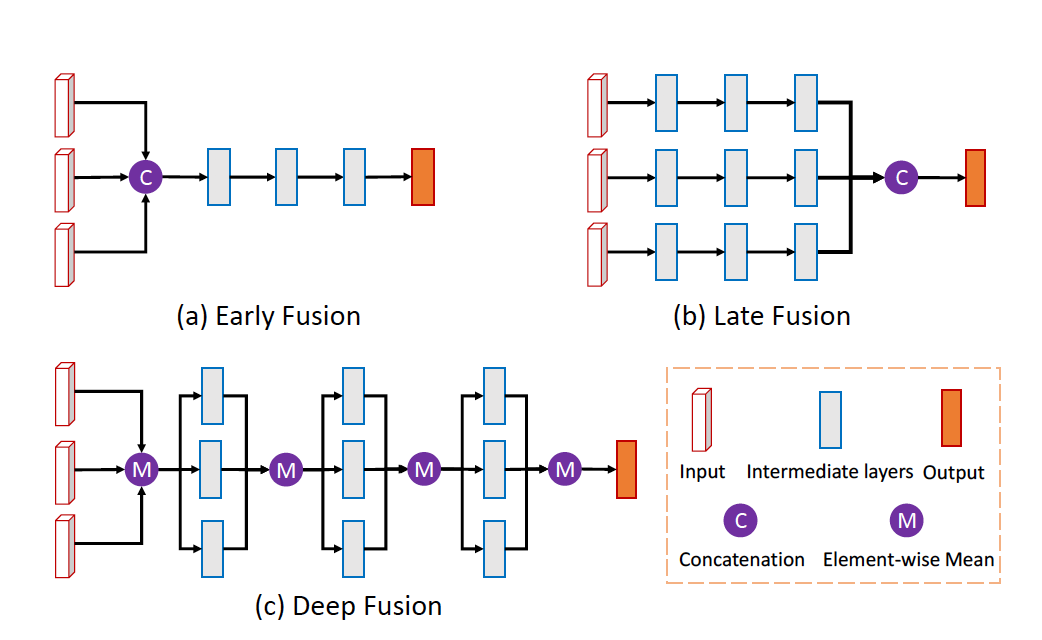 C
C
(a) Early Fusion
(b) Late Fusion
M
M
M
M
Input
Intermediate layers
Output
C
M
Concatenation
Element-wise Mean
(c) Deep Fusion